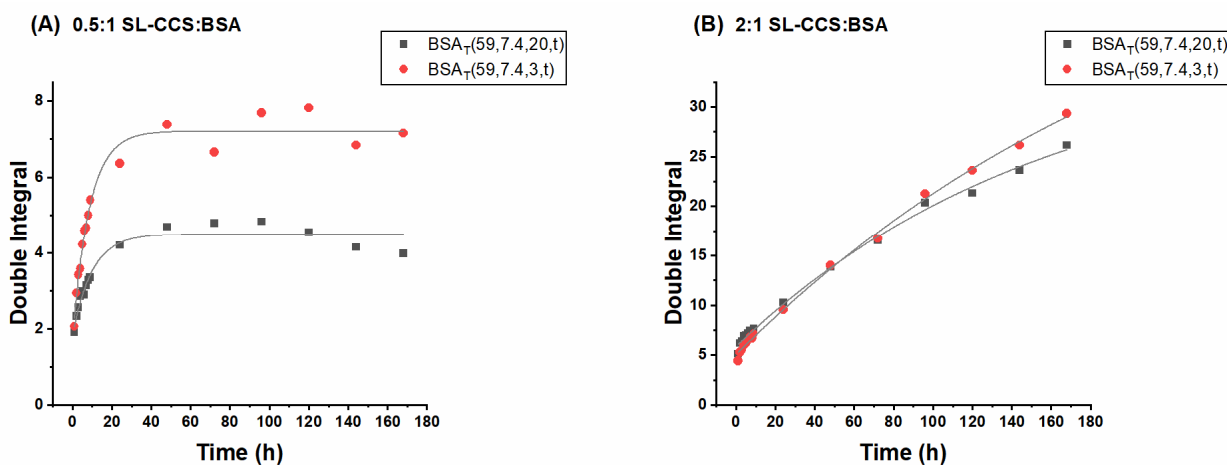 (A) 0.5:1 SL-CCS:BSA
BSA_T(59,7.4,20,t)
BSA_T(59,7.4,3,t)
8
6
4
2
0
Double Integral
0 20 40 60 80 100 120 140 160 180
Time (h)
(B) 2:1 SL-CCS:BSA
BSA_T(59,7.4,20,t)
BSA_T(59,7.4,3,t)
30
25
20
15
10
5
0
Double Integral
0 20 40 60 80 100 120 140 160 180
Time (h)